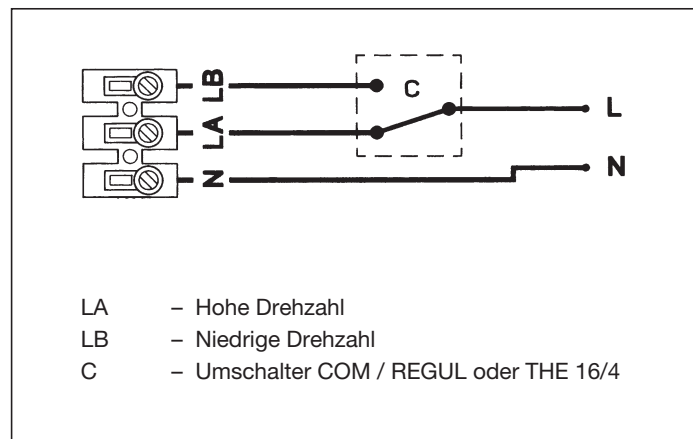 LB
C
L
LA
N
N
LA – Hohe Drehzahl
LB – Niedrige Drehzahl
C – Umschalter COM / REGUL oder THE 16/4